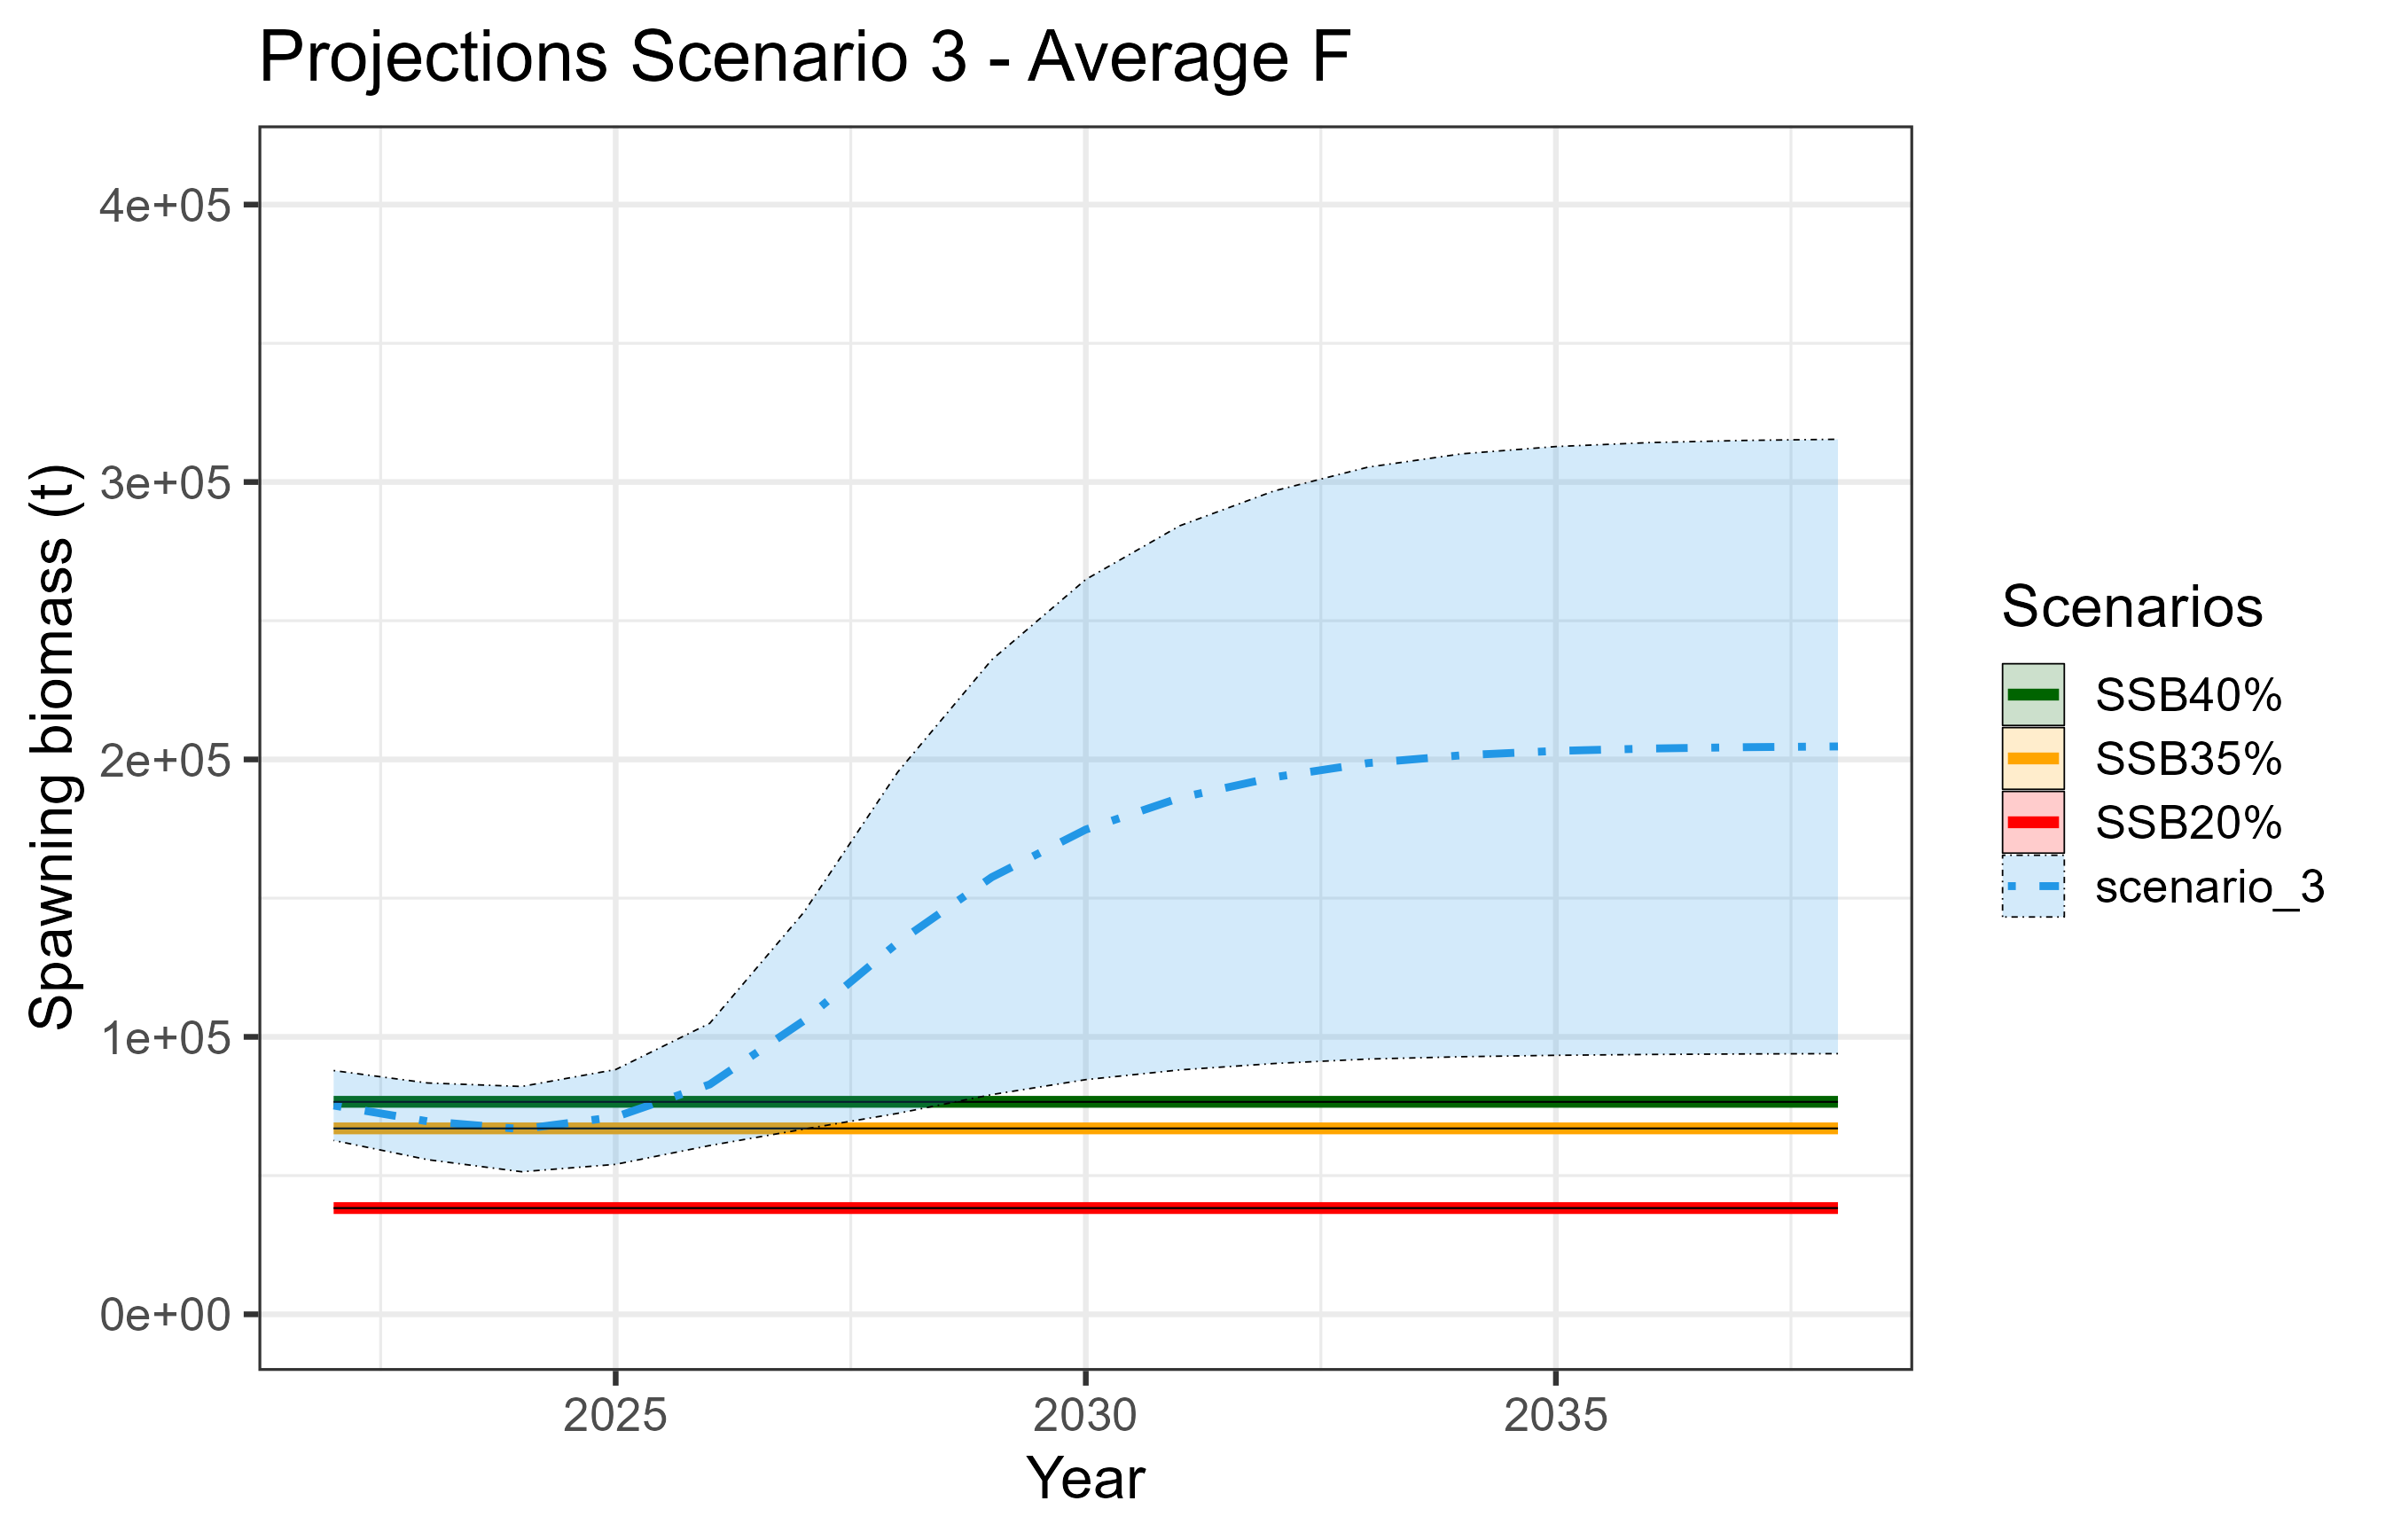 Projections Scenario 3 - Average F
Spawning biomass (t)
4e+05
3e+05
2e+05
1e+05
0e+00
2025
2030
2035
Year
Scenarios
SSB40%
SSB35%
SSB20%
scenario_3